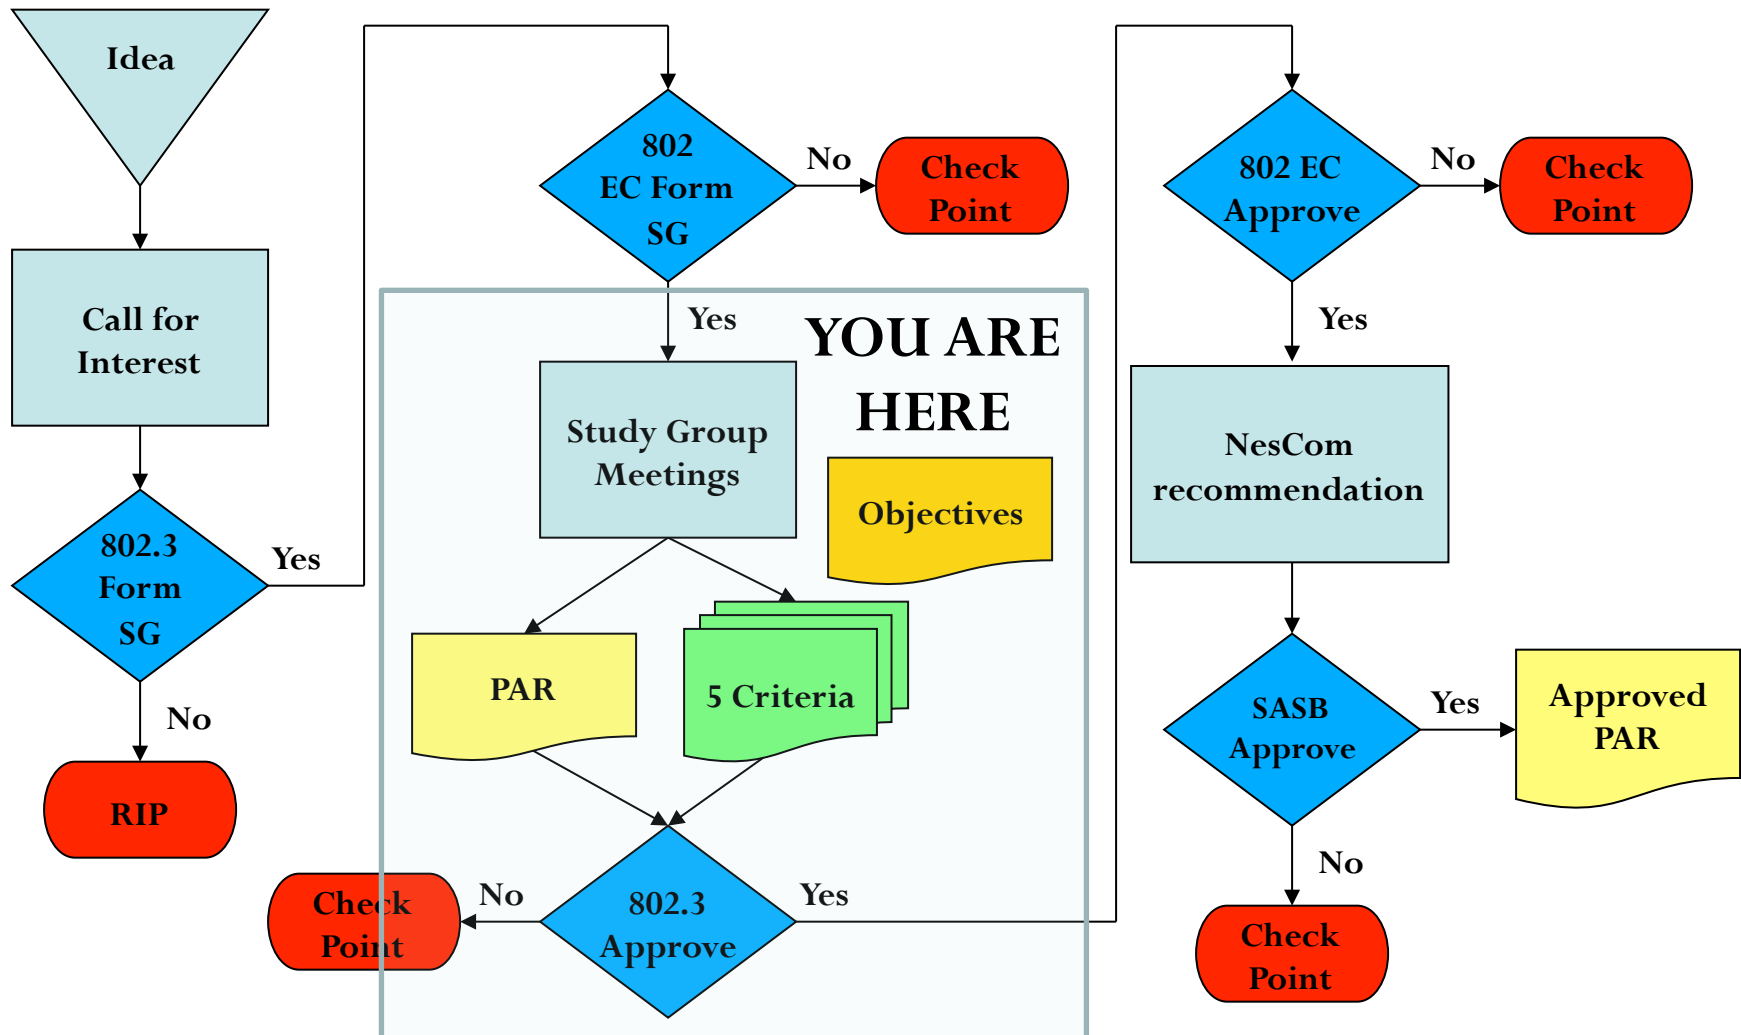 Idea
Call for
Interest
802.3
Form
SG
Yes
No
RIP
802
EC Form
SG
No
Check
Point
Yes
YOU ARE
HERE
Study Group
Meetings
Objectives
PAR
5 Criteria
802.3
Approve
No
Check
Point
Yes
802 EC
Approve
No
Check
Point
Yes
NesCom
recommendation
SASB
Approve
Yes
Approved
PAR
No
Check
Point